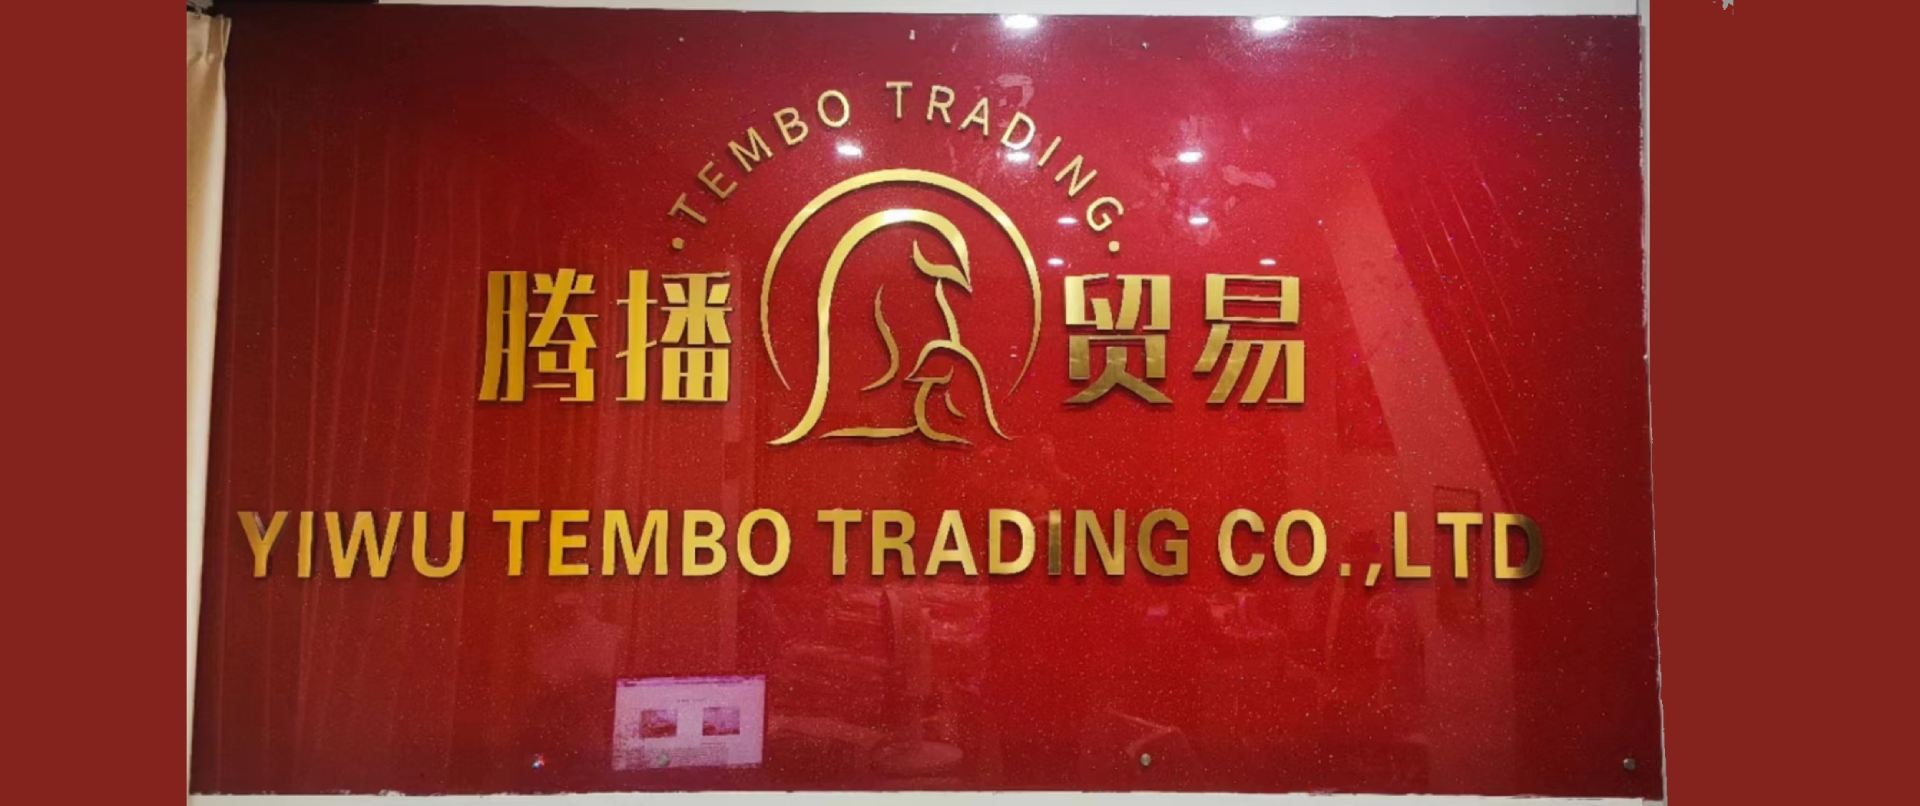 ·TEMBO TRADING·
腾播 贸易
YIWU TEMBO TRADING CO.,LTD